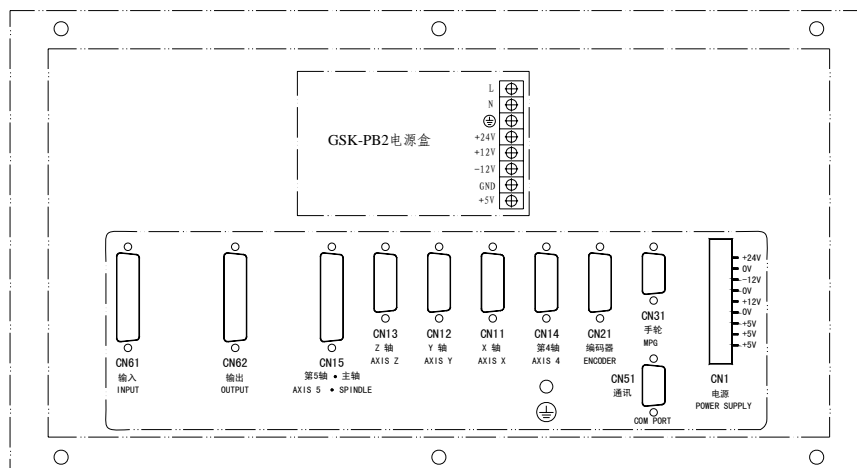 L
N
GSK-PB2电源盒
+24V
+12V
-12V
GND
+5V
+24V
0V
-12V
0V
+12V
0V
+5V
+5V
+5V
CN61
输入
INPUT
CN62
输出
OUTPUT
CN15
第5轴 • 主轴
AXIS 5 • SPINDLE
CN13
Z 轴
AXIS Z
CN12
Y 轴
AXIS Y
CN11
X 轴
AXIS X
CN14
第4轴
AXIS 4
CN21
编码器
ENCODER
CN31
手轮
MPG
CN51
通讯
COM PORT
CN1
电源
POWER SUPPLY